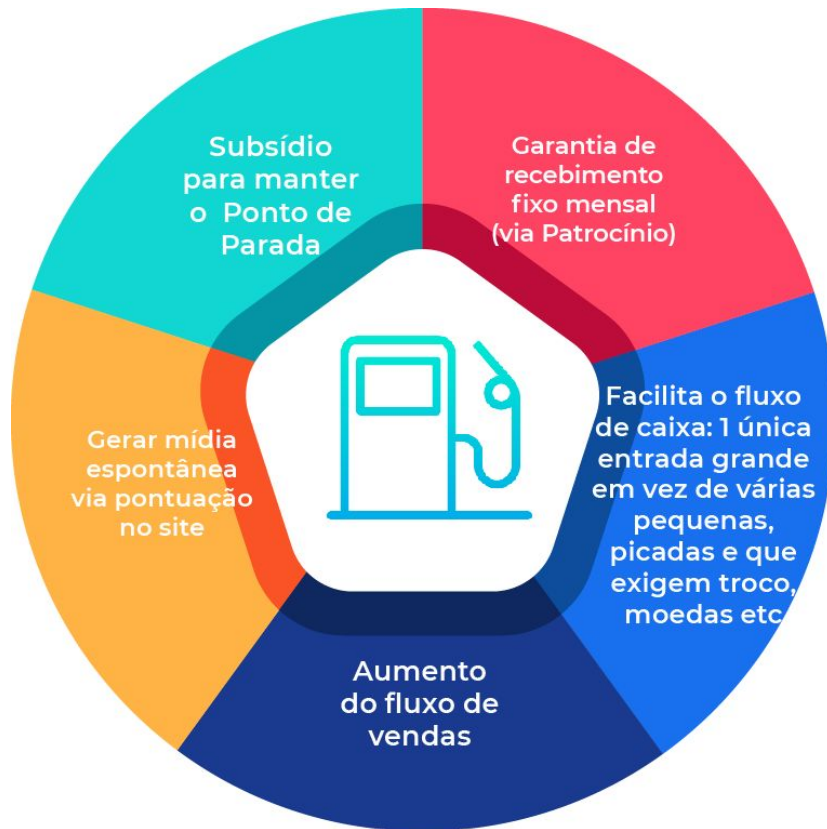 Subsídio
para manter
o Ponto de
Parada
Garantia de
recebimento
fixo mensal
(via Patrocínio)
Facilita o fluxo
de caixa: 1 única
entrada grande
em vez de várias
pequenas,
picadas e que
exigem troco,
moedas etc
Aumento
do fluxo de
vendas
Gerar mídia
espontânea
via pontuação
no site